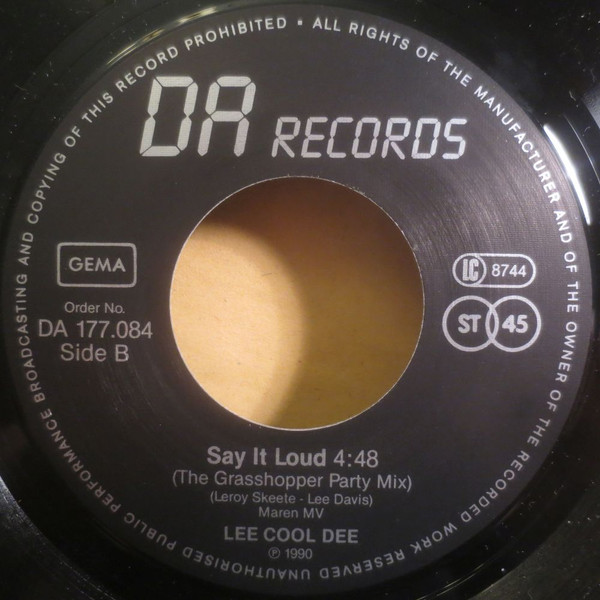 ALL RIGHTS OF THE MANUFACTURER AND OF THE OWNER OF THE RECORDED WORK RESERVED UNAUTHORISED PUBLIC PERFORMANCE BROADCASTING AND COPYING OF THIS RECORD PROHIBITED ▪
DA RECORDS
GEMA
LC 8744
Order No.
DA 177.084
Side B
ST 45
Say It Loud 4:48
(The Grasshopper Party Mix)
(Leroy Skeete - Lee Davis)
Maren MV
LEE COOL DEE
℗ 1990